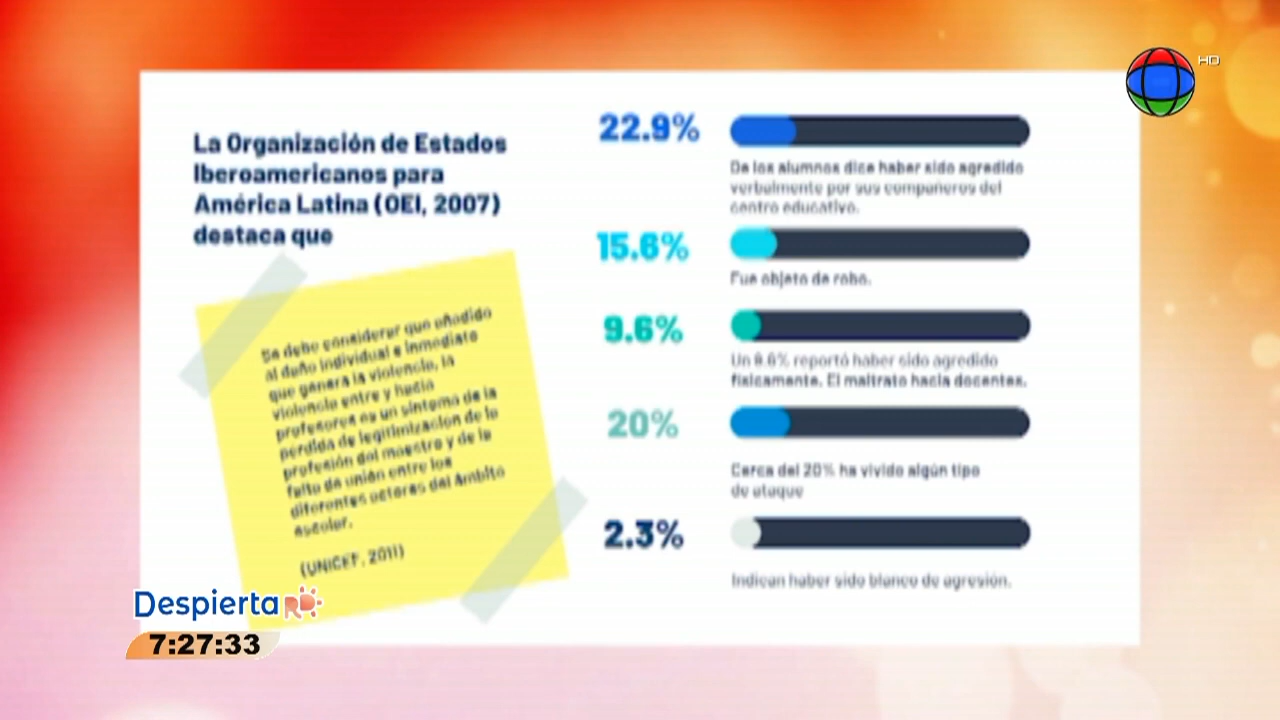 HD
La Organización de Estados
Iberoamericanos para
América Latina (OEI, 2007)
destaca que
Se debe considerar que añadido
al daño individual e inmediato
que genera la violencia, la
violencia entre y hacia
profesores es un síntoma de la
pérdida de legitimización de la
profesión del maestro y de la
falta de unión entre los
diferentes actores del ámbito
escolar.
(UNICEF, 2011)
22.9%
De los alumnos dice haber sido agredido
verbalmente por sus compañeros del
centro educativo.
15.6%
Fue objeto de robo.
9.6%
Un 9.6% reportó haber sido agredido
físicamente. El maltrato hacia docentes.
20%
Cerca del 20% ha vivido algún tipo
de ataque
2.3%
Indican haber sido blanco de agresión.
Despierta RD
7:27:33